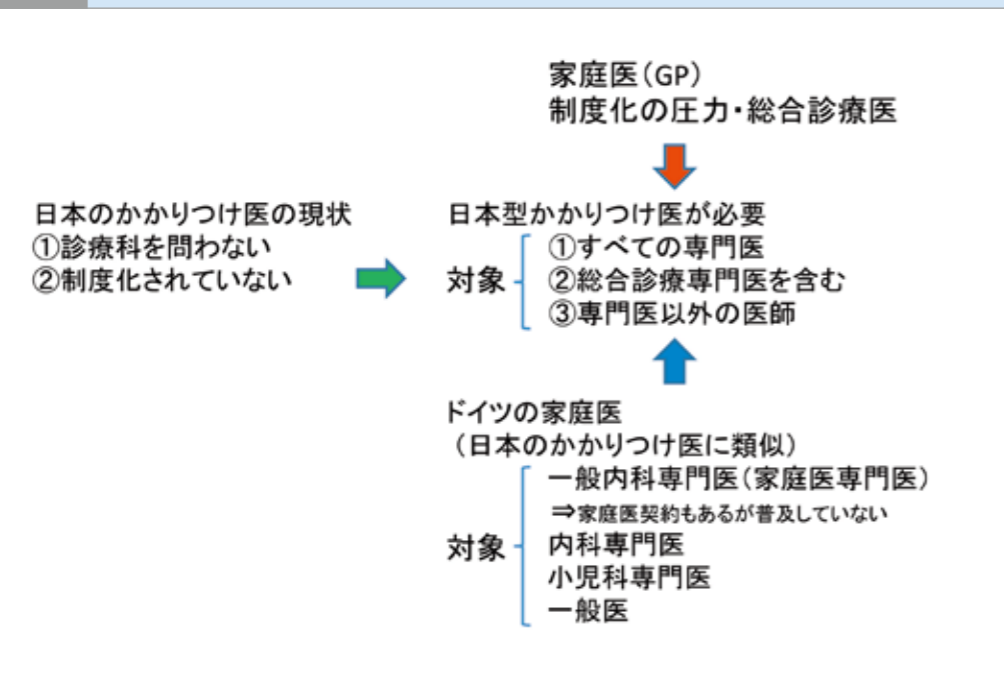 家庭医(GP)
制度化の圧力・総合診療医
日本のかかりつけ医の現状
①診療科を問わない
②制度化されていない
日本型かかりつけ医が必要
対象
①すべての専門医
②総合診療専門医を含む
③専門医以外の医師
ドイツの家庭医
(日本のかかりつけ医に類似)
対象
一般内科専門医(家庭医専門医)
⇒家庭医契約もあるが普及していない
内科専門医
小児科専門医
一般医